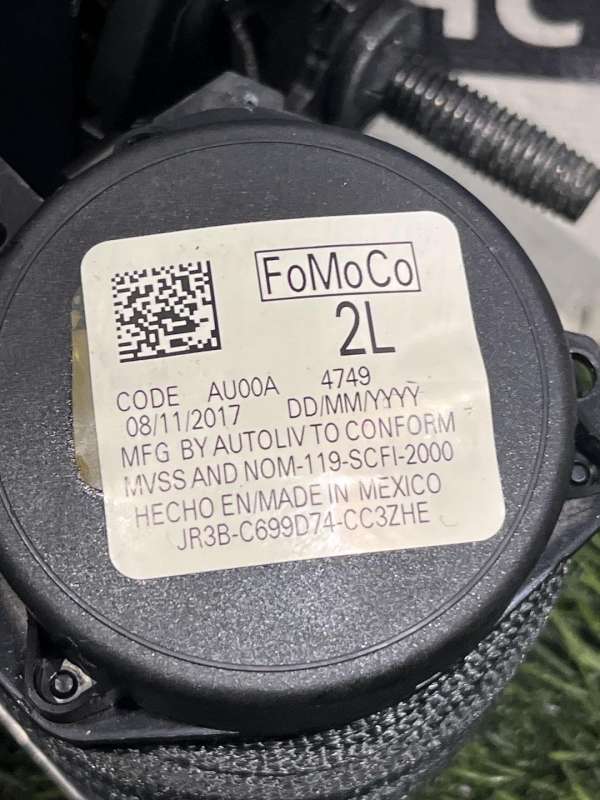 FoMoCo
2L
CODE AU00A 4749
08/11/2017 DD/MM/YYYY
MFG BY AUTOLIV TO CONFORM
MVSS AND NOM-119-SCFI-2000
HECHO EN/MADE IN MEXICO
JR3B-C699D74-CC3ZHE